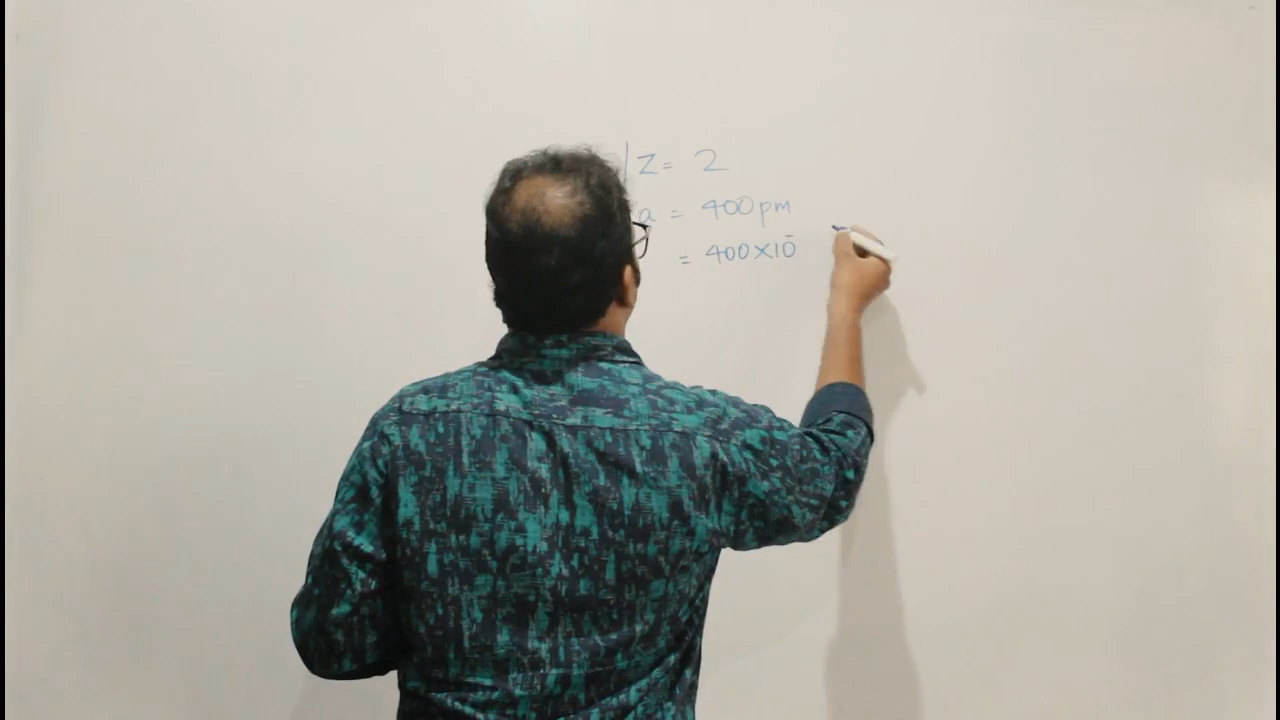 Z = 2
a = 400 pm
= 400 × 10⁻